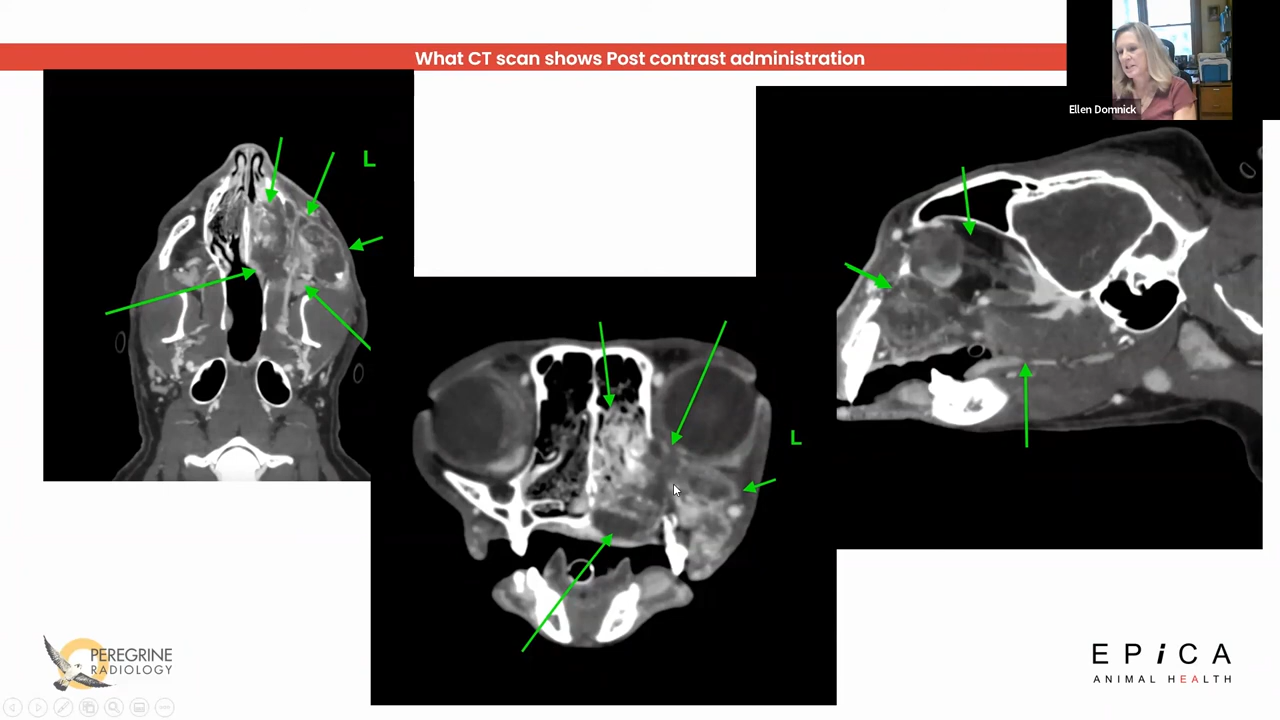 What CT scan shows Post contrast administration
Ellen Domnick
L
L
PEREGRINE
RADIOLOGY
EPiCA
ANIMAL HEALTH